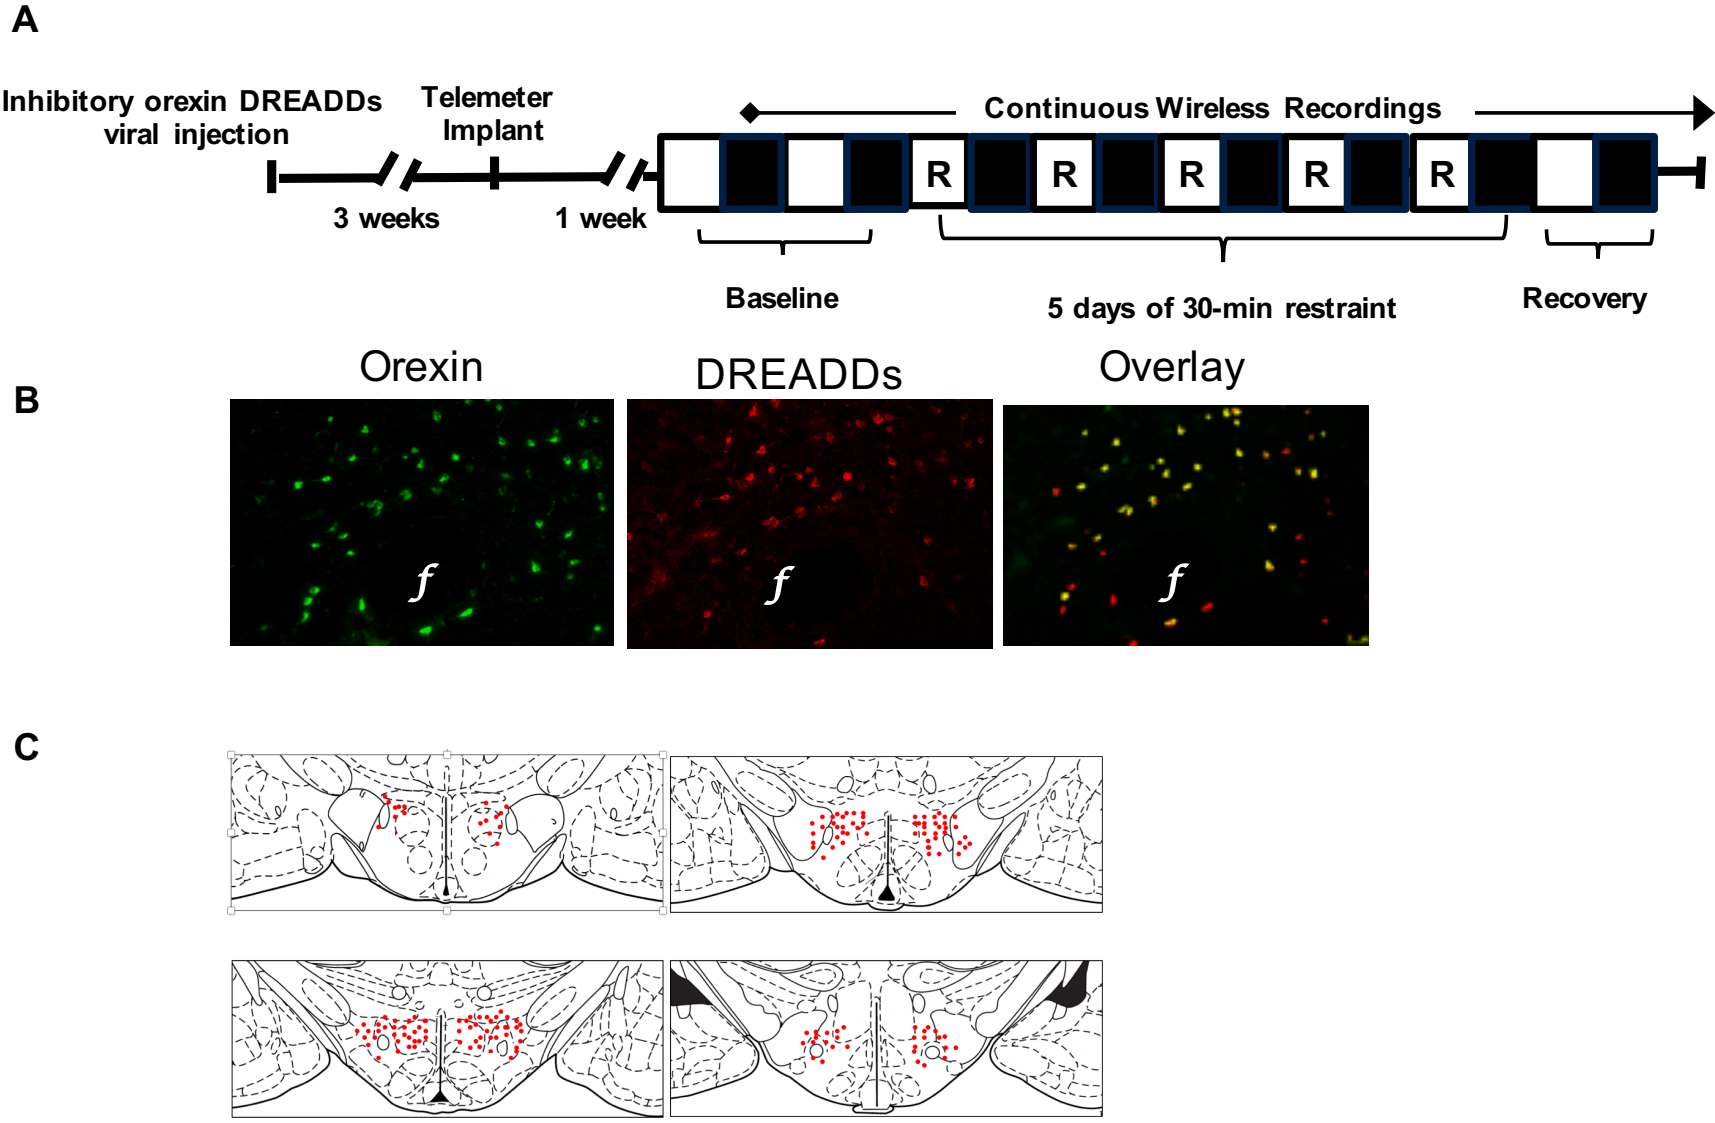 A
Inhibitory orexin DREADDs
viral injection
Telemeter
Implant
Continuous Wireless Recordings
R R R R R
3 weeks
1 week
Baseline
5 days of 30-min restraint
Recovery
B
Orexin
DREADDs
Overlay
f
f
f
C